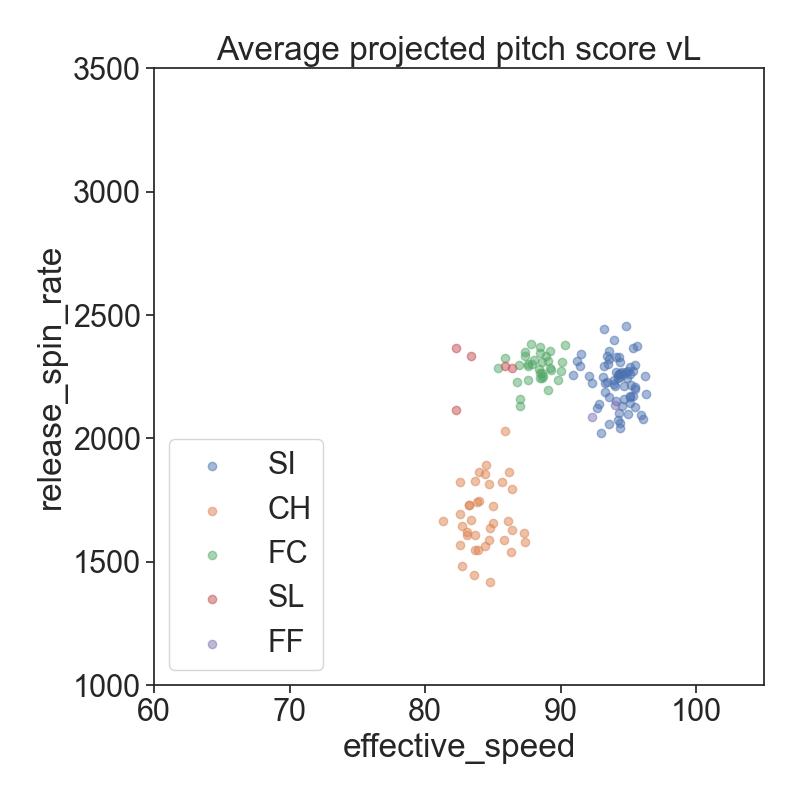 Average projected pitch score vL
release_spin_rate
3500
3000
2500
2000
1500
1000
SI
CH
FC
SL
FF
60
70
80
90
100
effective_speed